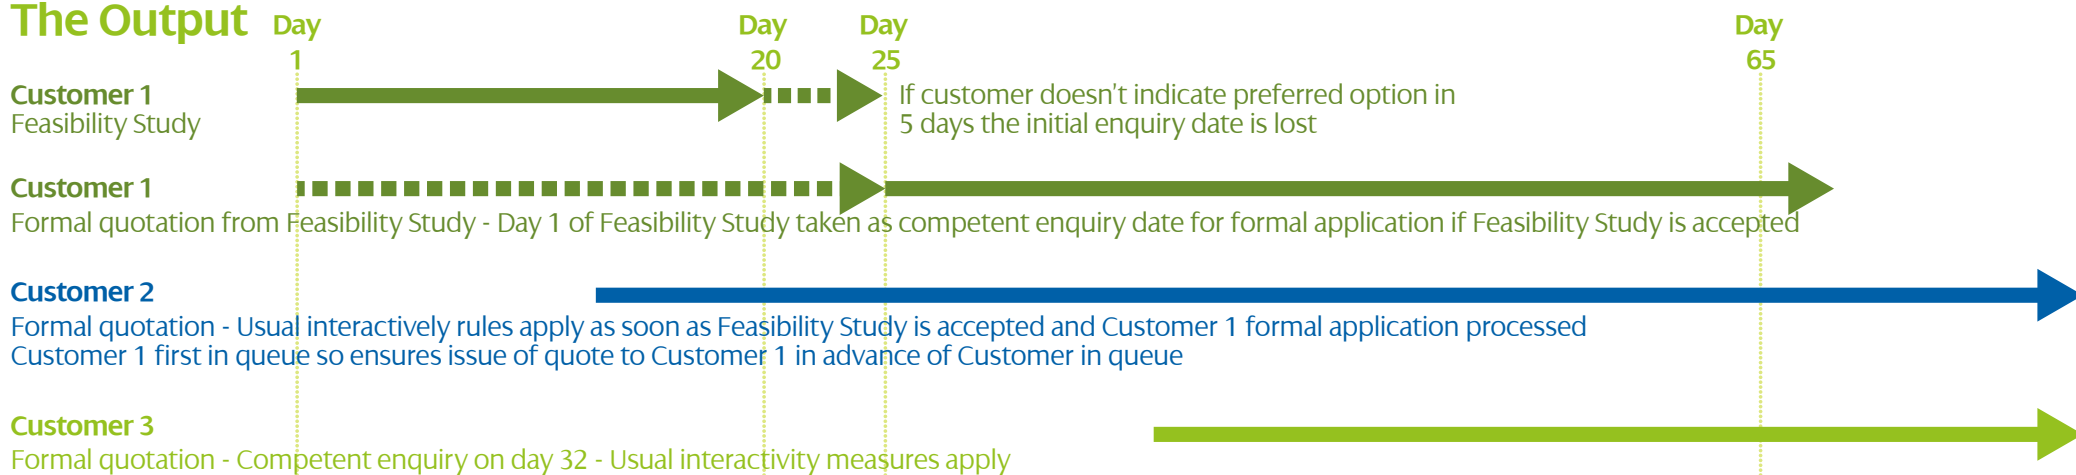 The Output
Day
1
Day
20
Day
25
Day
65
Customer 1
Feasibility Study
If customer doesn't indicate preferred option in
5 days the initial enquiry date is lost
Customer 1
Formal quotation from Feasibility Study - Day 1 of Feasibility Study taken as competent enquiry date for formal application if Feasibility Study is accepted
Customer 2
Formal quotation - Usual interactively rules apply as soon as Feasibility Study is accepted and Customer 1 formal application processed
Customer 1 first in queue so ensures issue of quote to Customer 1 in advance of Customer in queue
Customer 3
Formal quotation - Competent enquiry on day 32 - Usual interactivity measures apply